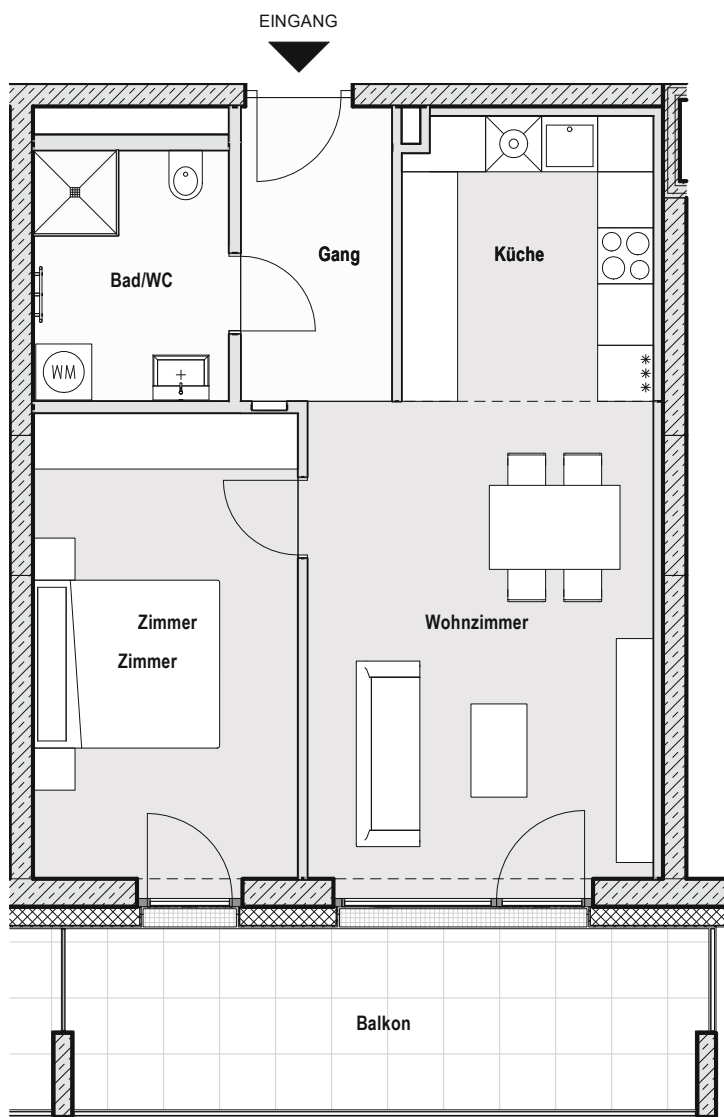 EINGANG
Gang
Küche
Bad/WC
WM
Zimmer
Zimmer
Wohnzimmer
Balkon